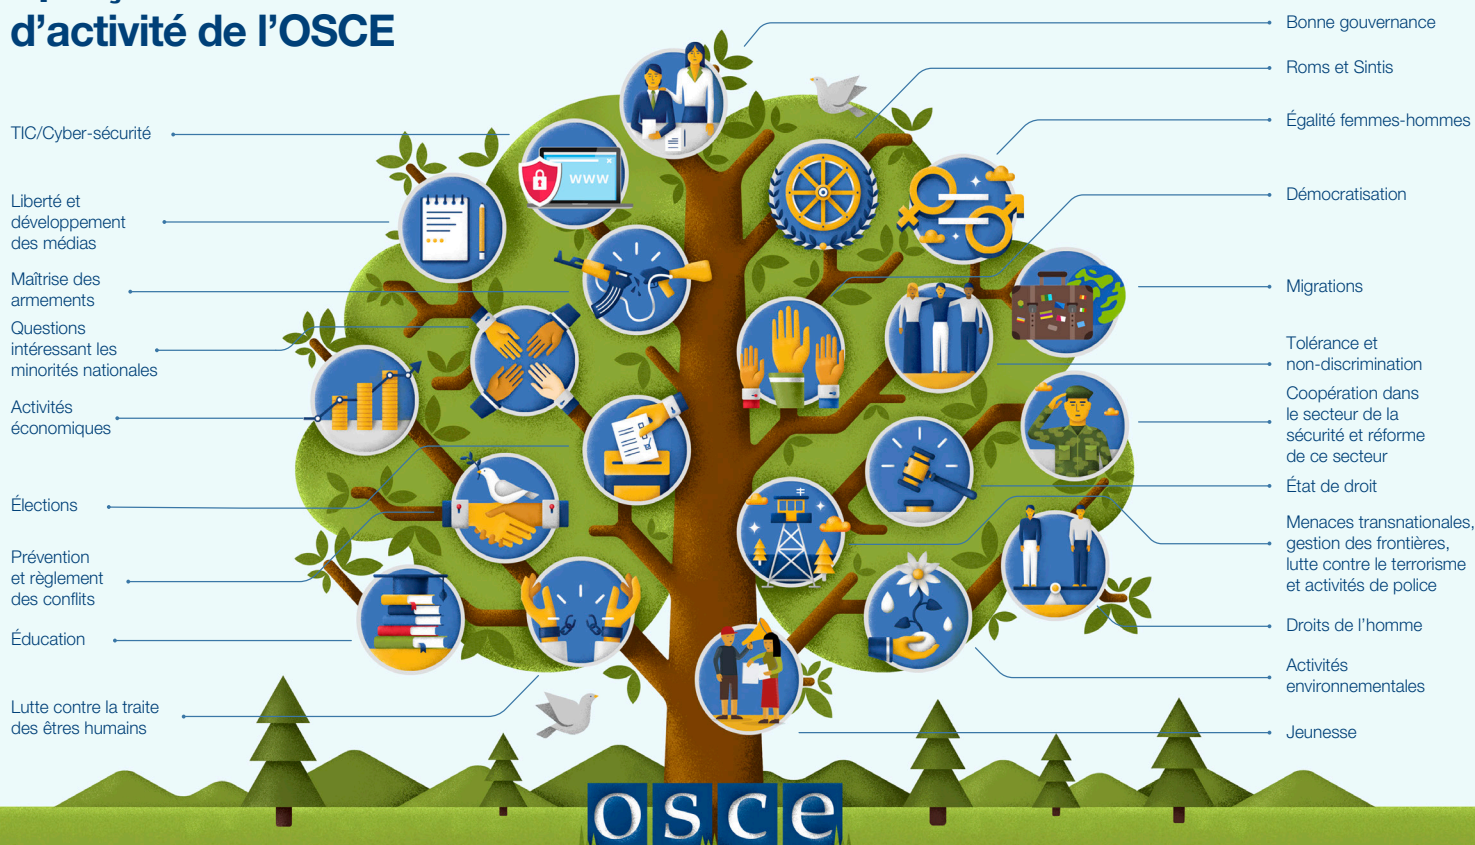 d’activité de l’OSCE
TIC/Cyber-sécurité
Liberté et
développement
des médias
Maîtrise des
armements
Questions
intéressant les
minorités nationales
Activités
économiques
Élections
Prévention
et règlement
des conflits
Éducation
Lutte contre la traite
des êtres humains
www
Bonne gouvernance
Roms et Sintis
Égalité femmes-hommes
Démocratisation
Migrations
Tolérance et
non-discrimination
Coopération dans
le secteur de la
sécurité et réforme
de ce secteur
État de droit
Menaces transnationales,
gestion des frontières,
lutte contre le terrorisme
et activités de police
Droits de l’homme
Activités
environnementales
Jeunesse
osce